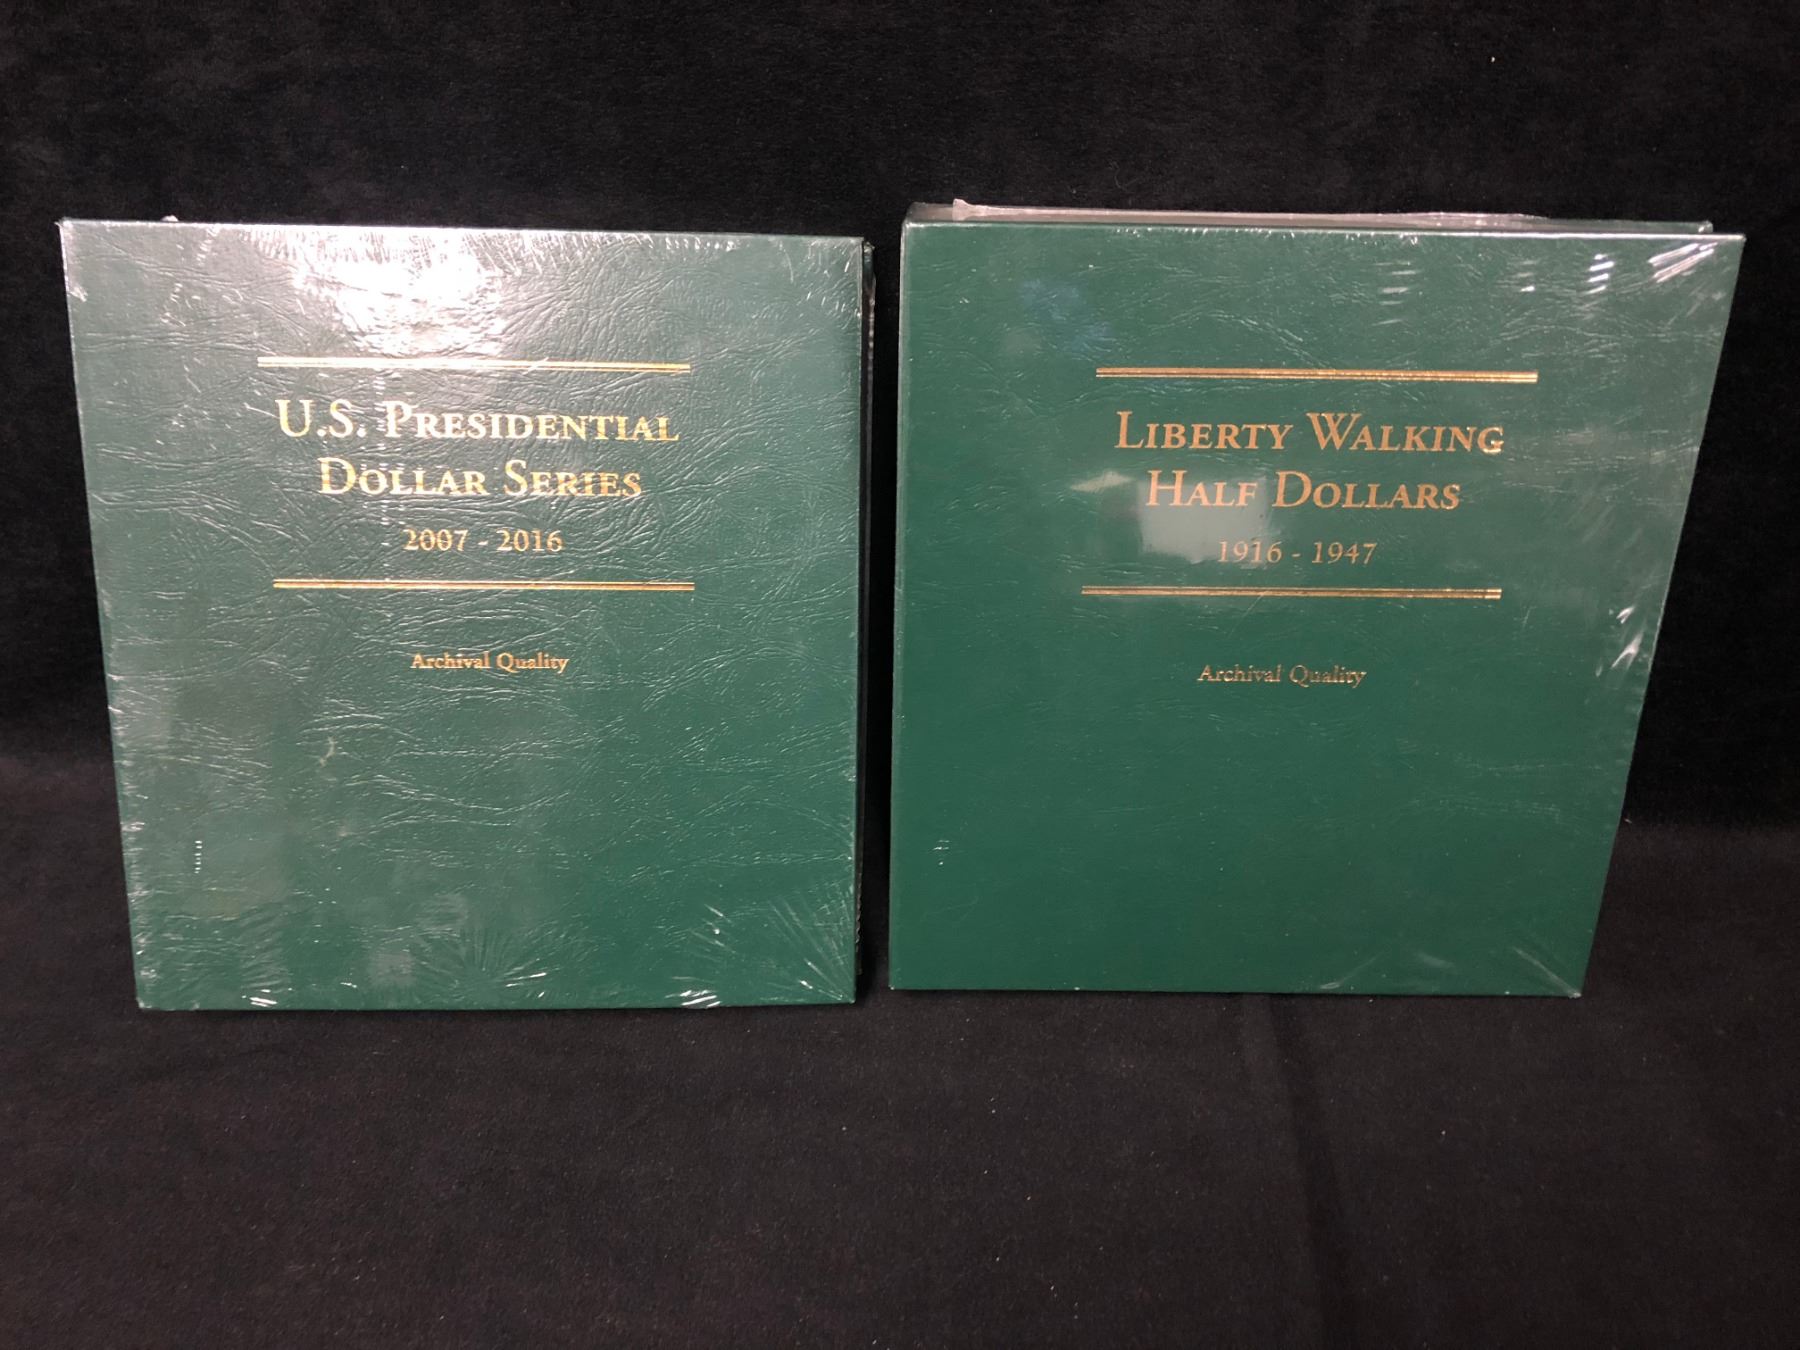 U.S. PRESIDENTIAL
DOLLAR SERIES
2007 - 2016
Archival Quality
LIBERTY WALKING
HALF DOLLARS
1916 - 1947
Archival Quality